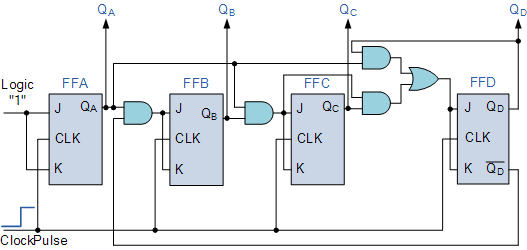 QA QB QC QD
Logic
"1"
FFA FFB FFC FFD
J QA J J J QD
QB QC
CLK CLK CLK CLK
K K K K Q̅D̅
ClockPulse